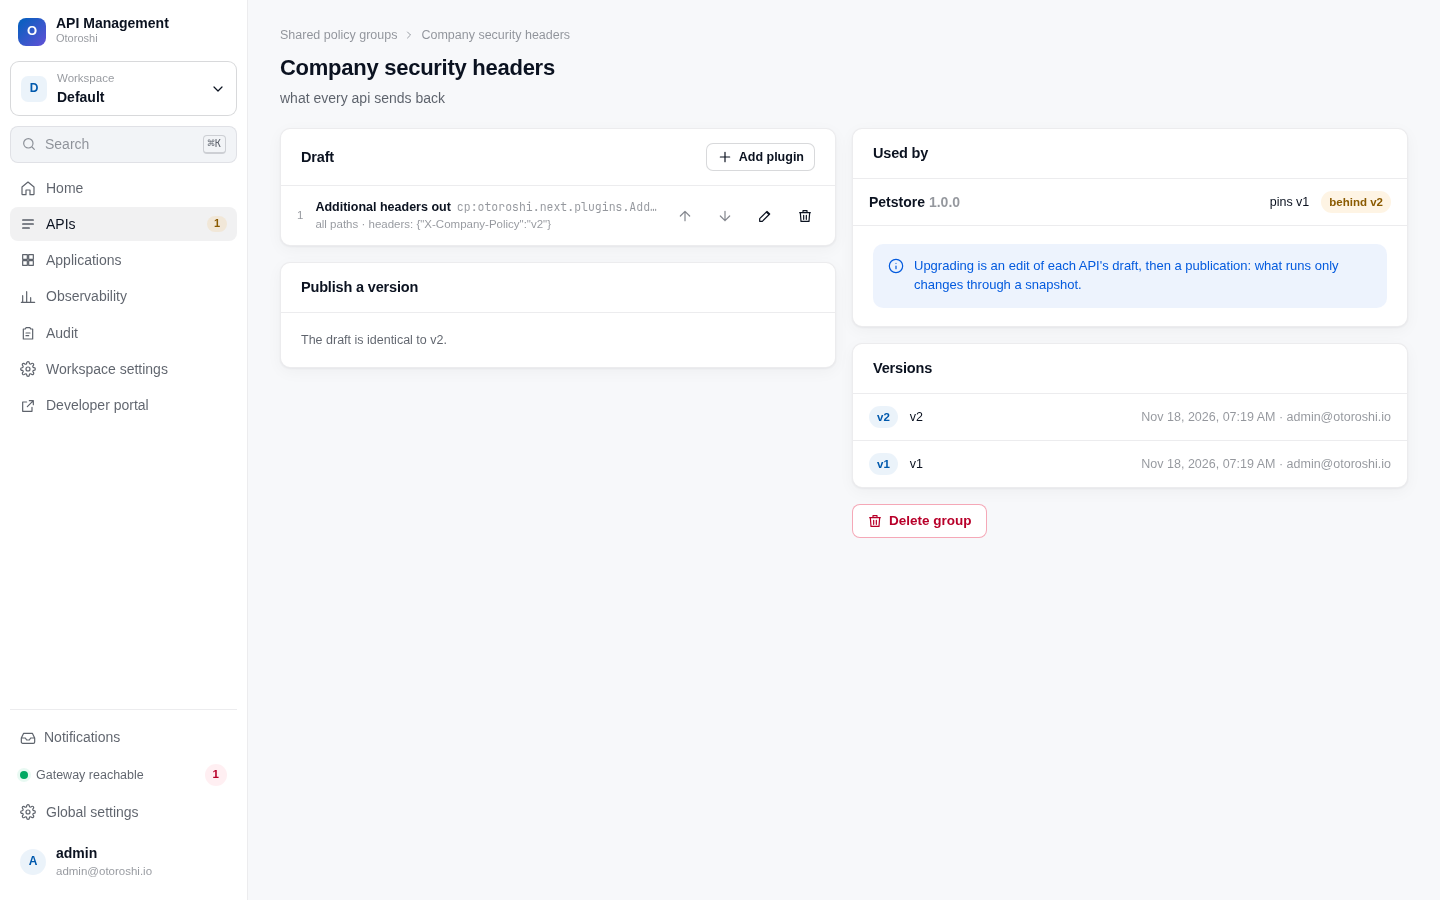 API Management
Otoroshi
D
Workspace
Default
Search
⌘K
Home
APIs 1
Applications
Observability
Audit
Workspace settings
Developer portal
Notifications
Gateway reachable 1
Global settings
A
admin
admin@otoroshi.io
Shared policy groups > Company security headers
Company security headers
what every api sends back
Draft
Add plugin
1 Additional headers out cp:otoroshi.next.plugins.Add…
all paths · headers: {"X-Company-Policy":"v2"}
Publish a version
The draft is identical to v2.
Used by
Petstore 1.0.0 pins v1 behind v2
Upgrading is an edit of each API's draft, then a publication: what runs only
changes through a snapshot.
Versions
v2 v2 Nov 18, 2026, 07:19 AM · admin@otoroshi.io
v1 v1 Nov 18, 2026, 07:19 AM · admin@otoroshi.io
Delete group
O